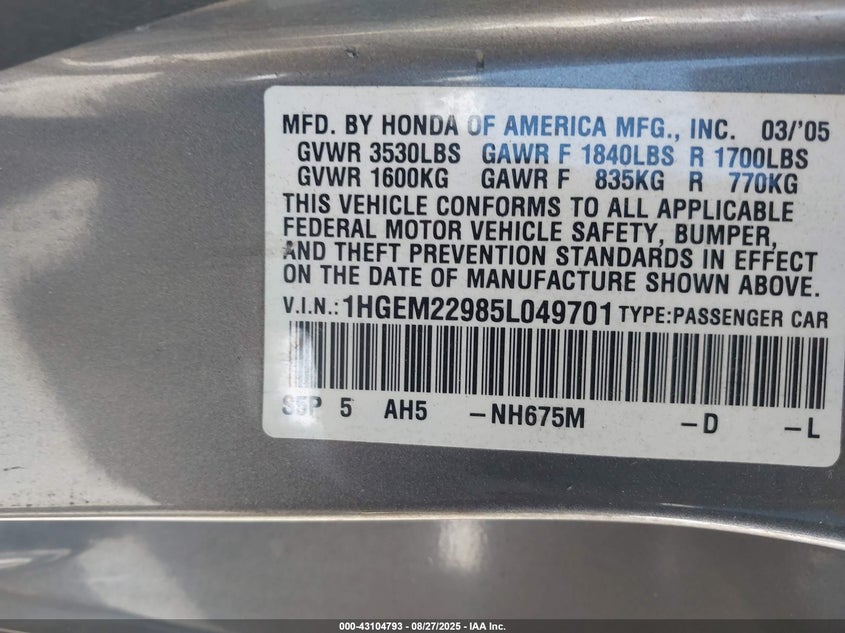 MFD. BY HONDA OF AMERICA MFG., INC. 03/'05
GVWR 3530LBS GAWR F 1840LBS R 1700LBS
GVWR 1600KG GAWR F 835KG R 770KG
THIS VEHICLE CONFORMS TO ALL APPLICABLE
FEDERAL MOTOR VEHICLE SAFETY, BUMPER,
AND THEFT PREVENTION STANDARDS IN EFFECT
ON THE DATE OF MANUFACTURE SHOWN ABOVE.
V.I.N.: 1HGEM22985L049701 TYPE:PASSENGER CAR
S5P 5 AH5 -NH675M -D -L
000-43104793 - 08/27/2025 - IAA Inc.